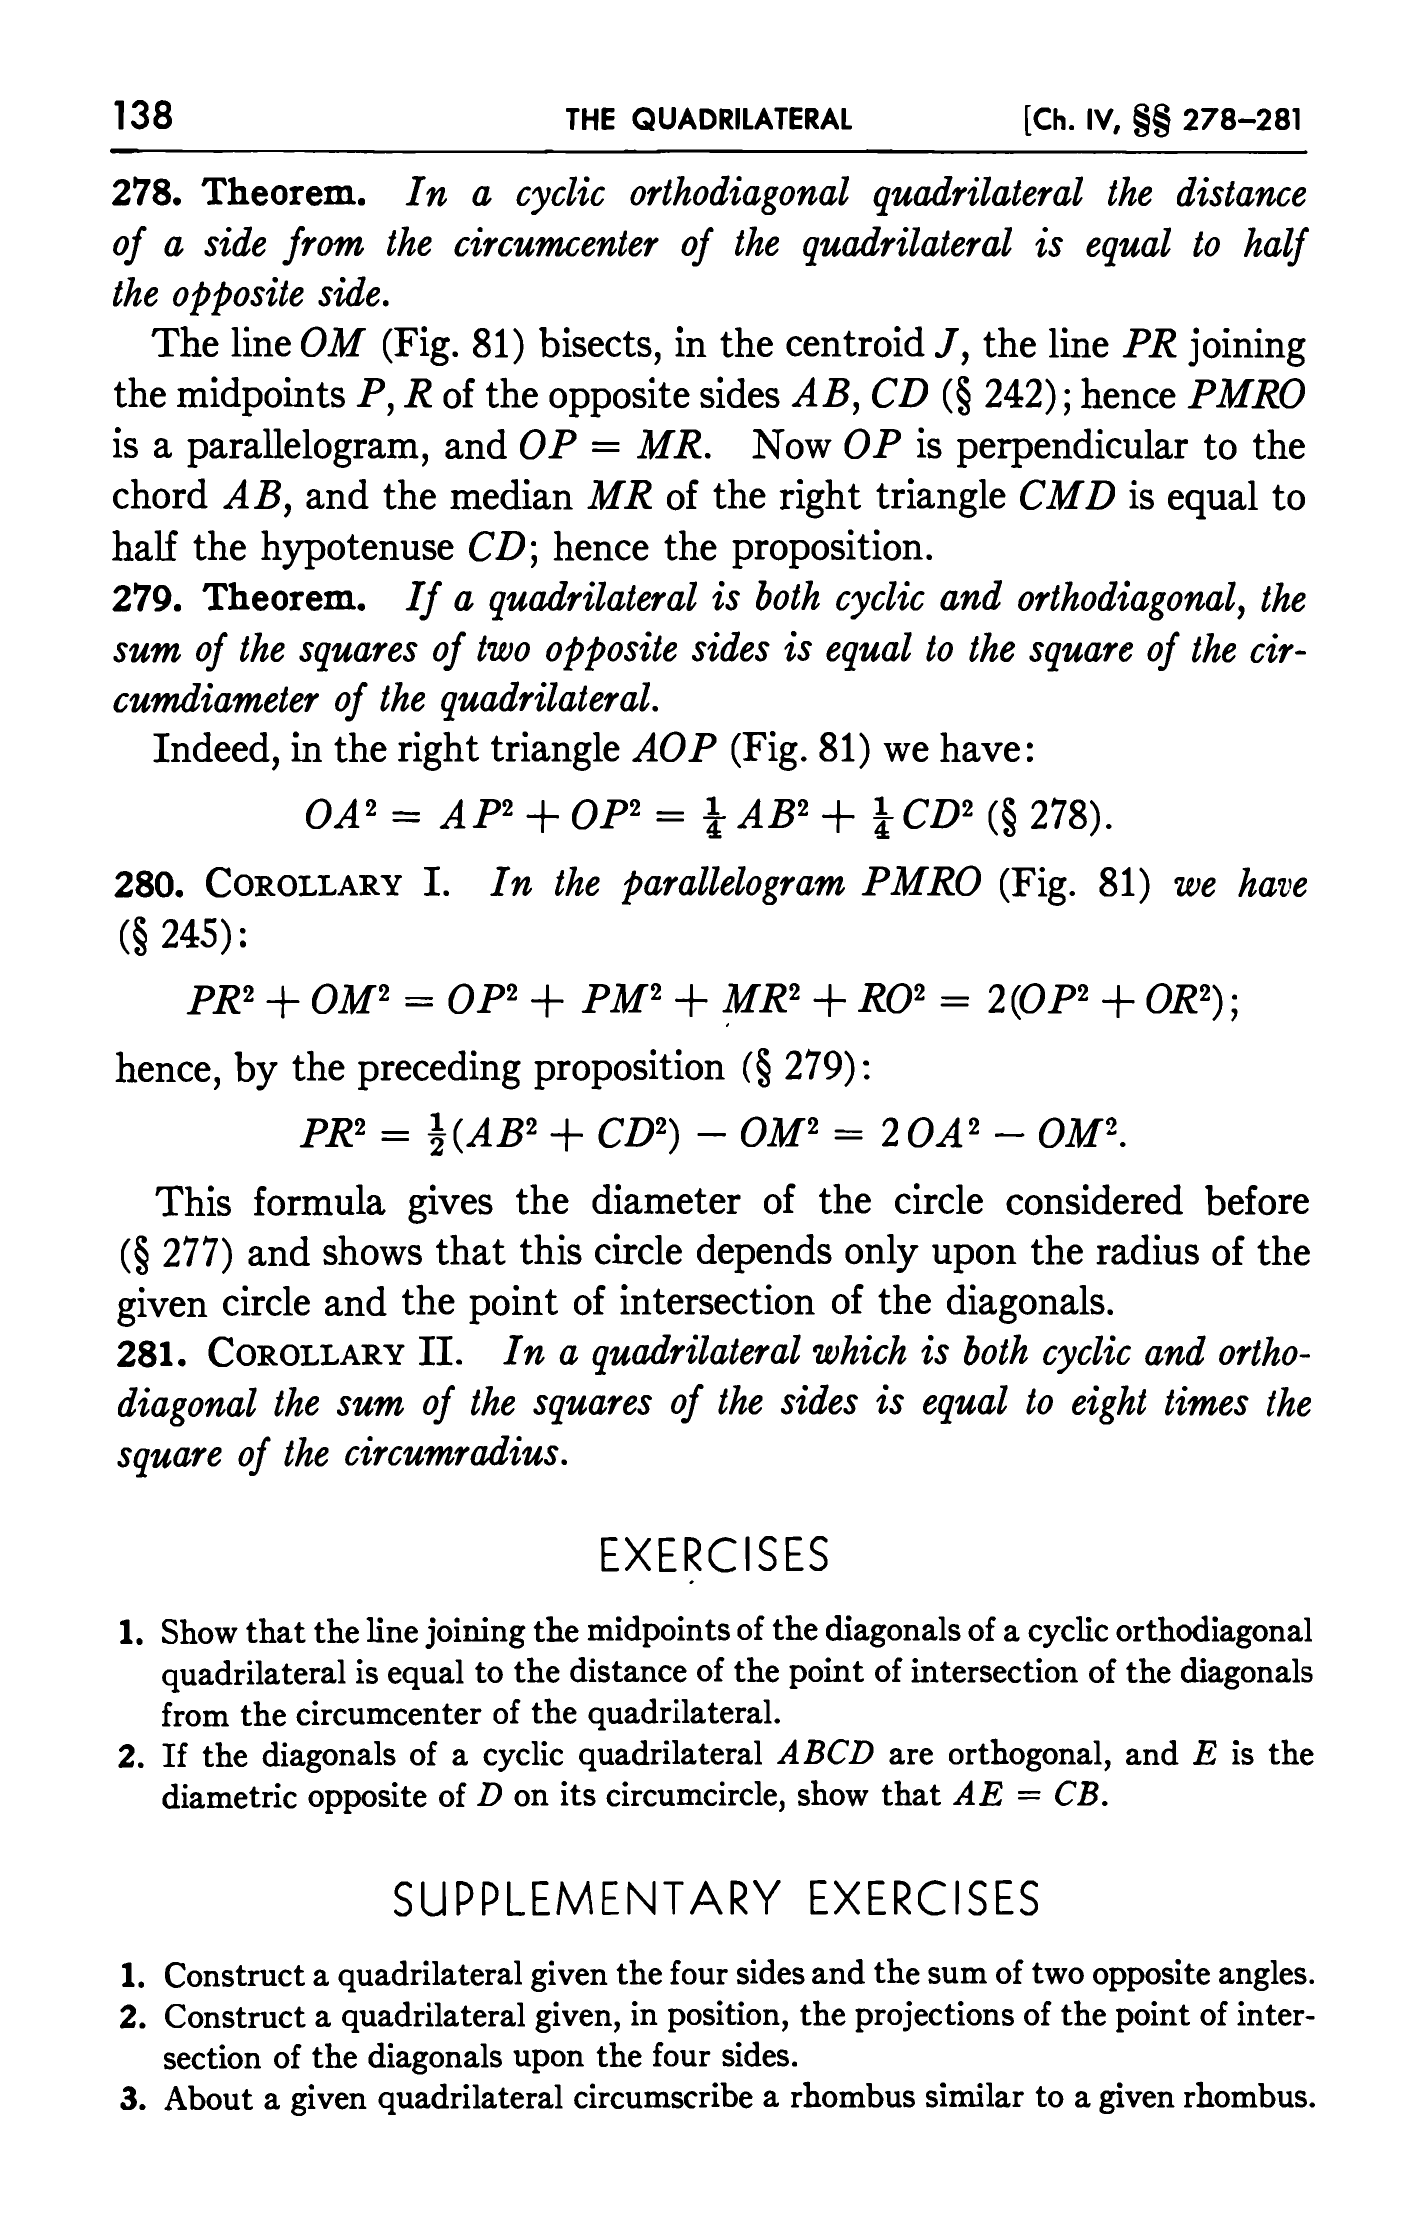 138 THE QUADRILATERAL [Ch. IV, §§ 278–281
278. Theorem. In a cyclic orthodiagonal quadrilateral the distance
of a side from the circumcenter of the quadrilateral is equal to half
the opposite side.
The line OM (Fig. 81) bisects, in the centroid J, the line PR joining
the midpoints P, R of the opposite sides AB, CD (§ 242); hence PMRO
is a parallelogram, and OP = MR. Now OP is perpendicular to the
chord AB, and the median MR of the right triangle CMD is equal to
half the hypotenuse CD; hence the proposition.
279. Theorem. If a quadrilateral is both cyclic and orthodiagonal, the
sum of the squares of two opposite sides is equal to the square of the cir-
cumdiameter of the quadrilateral.
Indeed, in the right triangle AOP (Fig. 81) we have:
OA² = AP² + OP² = ¼ AB² + ¼ CD² (§ 278).
280. COROLLARY I. In the parallelogram PMRO (Fig. 81) we have
(§ 245):
PR² + OM² = OP² + PM² + MR² + RO² = 2(OP² + OR²);
hence, by the preceding proposition (§ 279):
PR² = ½(AB² + CD²) − OM² = 2 OA² − OM².
This formula gives the diameter of the circle considered before
(§ 277) and shows that this circle depends only upon the radius of the
given circle and the point of intersection of the diagonals.
281. COROLLARY II. In a quadrilateral which is both cyclic and ortho-
diagonal the sum of the squares of the sides is equal to eight times the
square of the circumradius.
EXERCISES
1. Show that the line joining the midpoints of the diagonals of a cyclic orthodiagonal
quadrilateral is equal to the distance of the point of intersection of the diagonals
from the circumcenter of the quadrilateral.
2. If the diagonals of a cyclic quadrilateral ABCD are orthogonal, and E is the
diametric opposite of D on its circumcircle, show that AE = CB.
SUPPLEMENTARY EXERCISES
1. Construct a quadrilateral given the four sides and the sum of two opposite angles.
2. Construct a quadrilateral given, in position, the projections of the point of inter-
section of the diagonals upon the four sides.
3. About a given quadrilateral circumscribe a rhombus similar to a given rhombus.